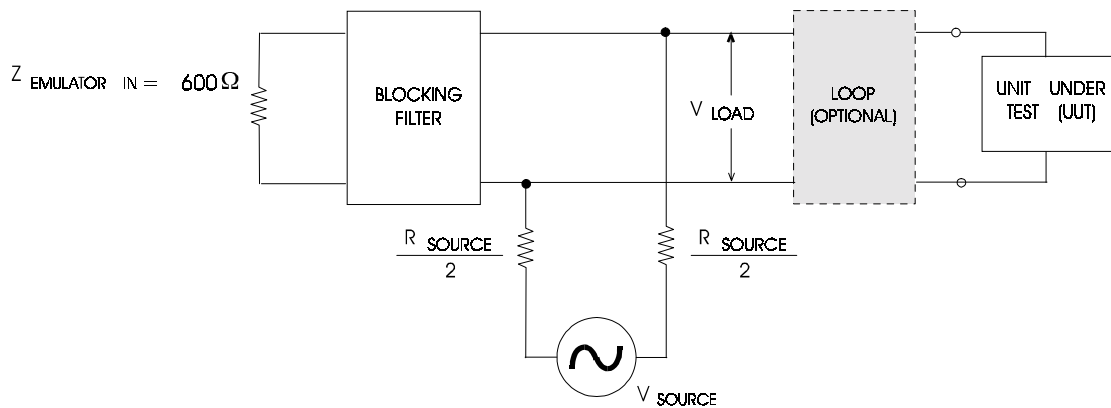 Z EMULATOR IN = 600 Ω
BLOCKING
FILTER
V LOAD
LOOP
(OPTIONAL)
UNIT UNDER
TEST (UUT)
R SOURCE
2
R SOURCE
2
V SOURCE